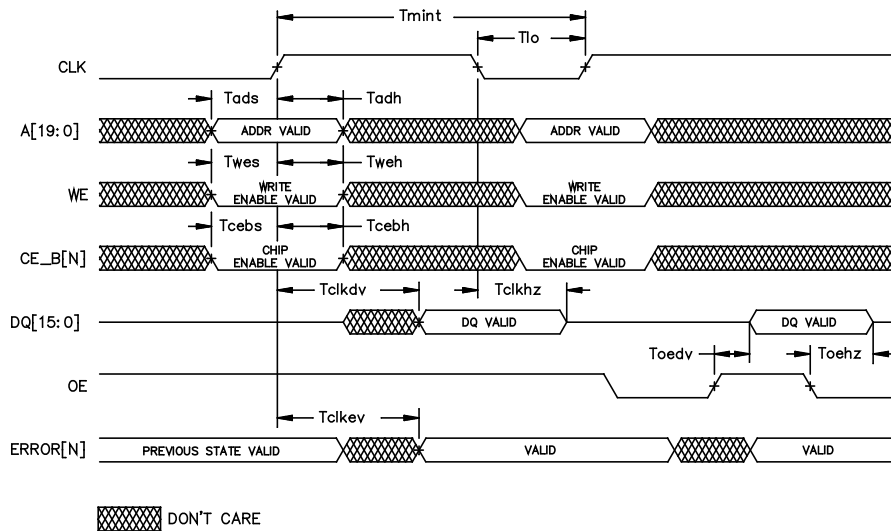 Tmint
Tlo
CLK
Tads
Tadh
A[19:0]
ADDR VALID
ADDR VALID
Twes
Tweh
WE
WRITE
ENABLE VALID
WRITE
ENABLE VALID
Tcebs
Tcebh
CE_B[N]
CHIP
ENABLE VALID
CHIP
ENABLE VALID
Tclkdv
Tclkhz
DQ[15:0]
DQ VALID
DQ VALID
Toedv
Toehz
OE
Tclkev
ERROR[N]
PREVIOUS STATE VALID
VALID
VALID
DON'T CARE